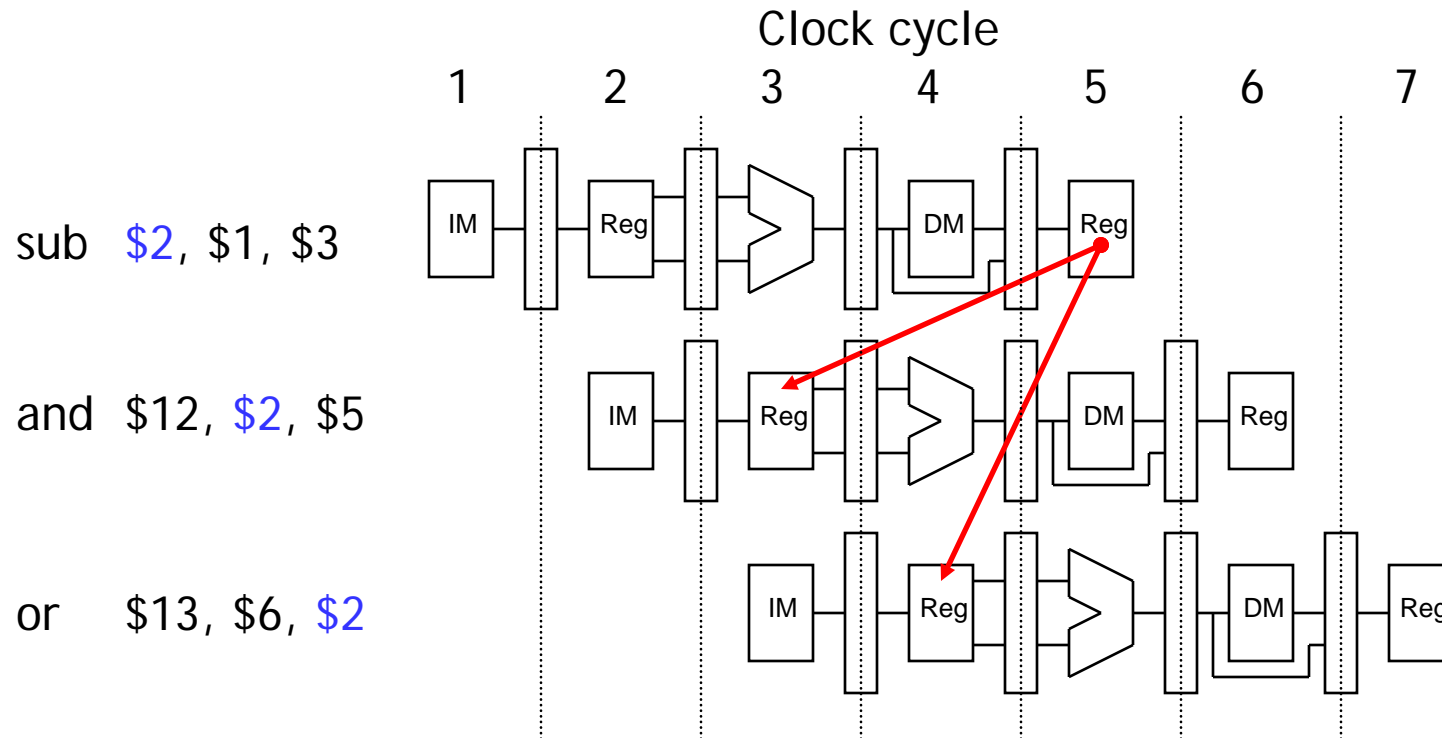 Clock cycle
1 2 3 4 5 6 7
sub $2, $1, $3 IM Reg DM Reg
and $12, $2, $5 IM Reg DM Reg
or $13, $6, $2 IM Reg DM Reg